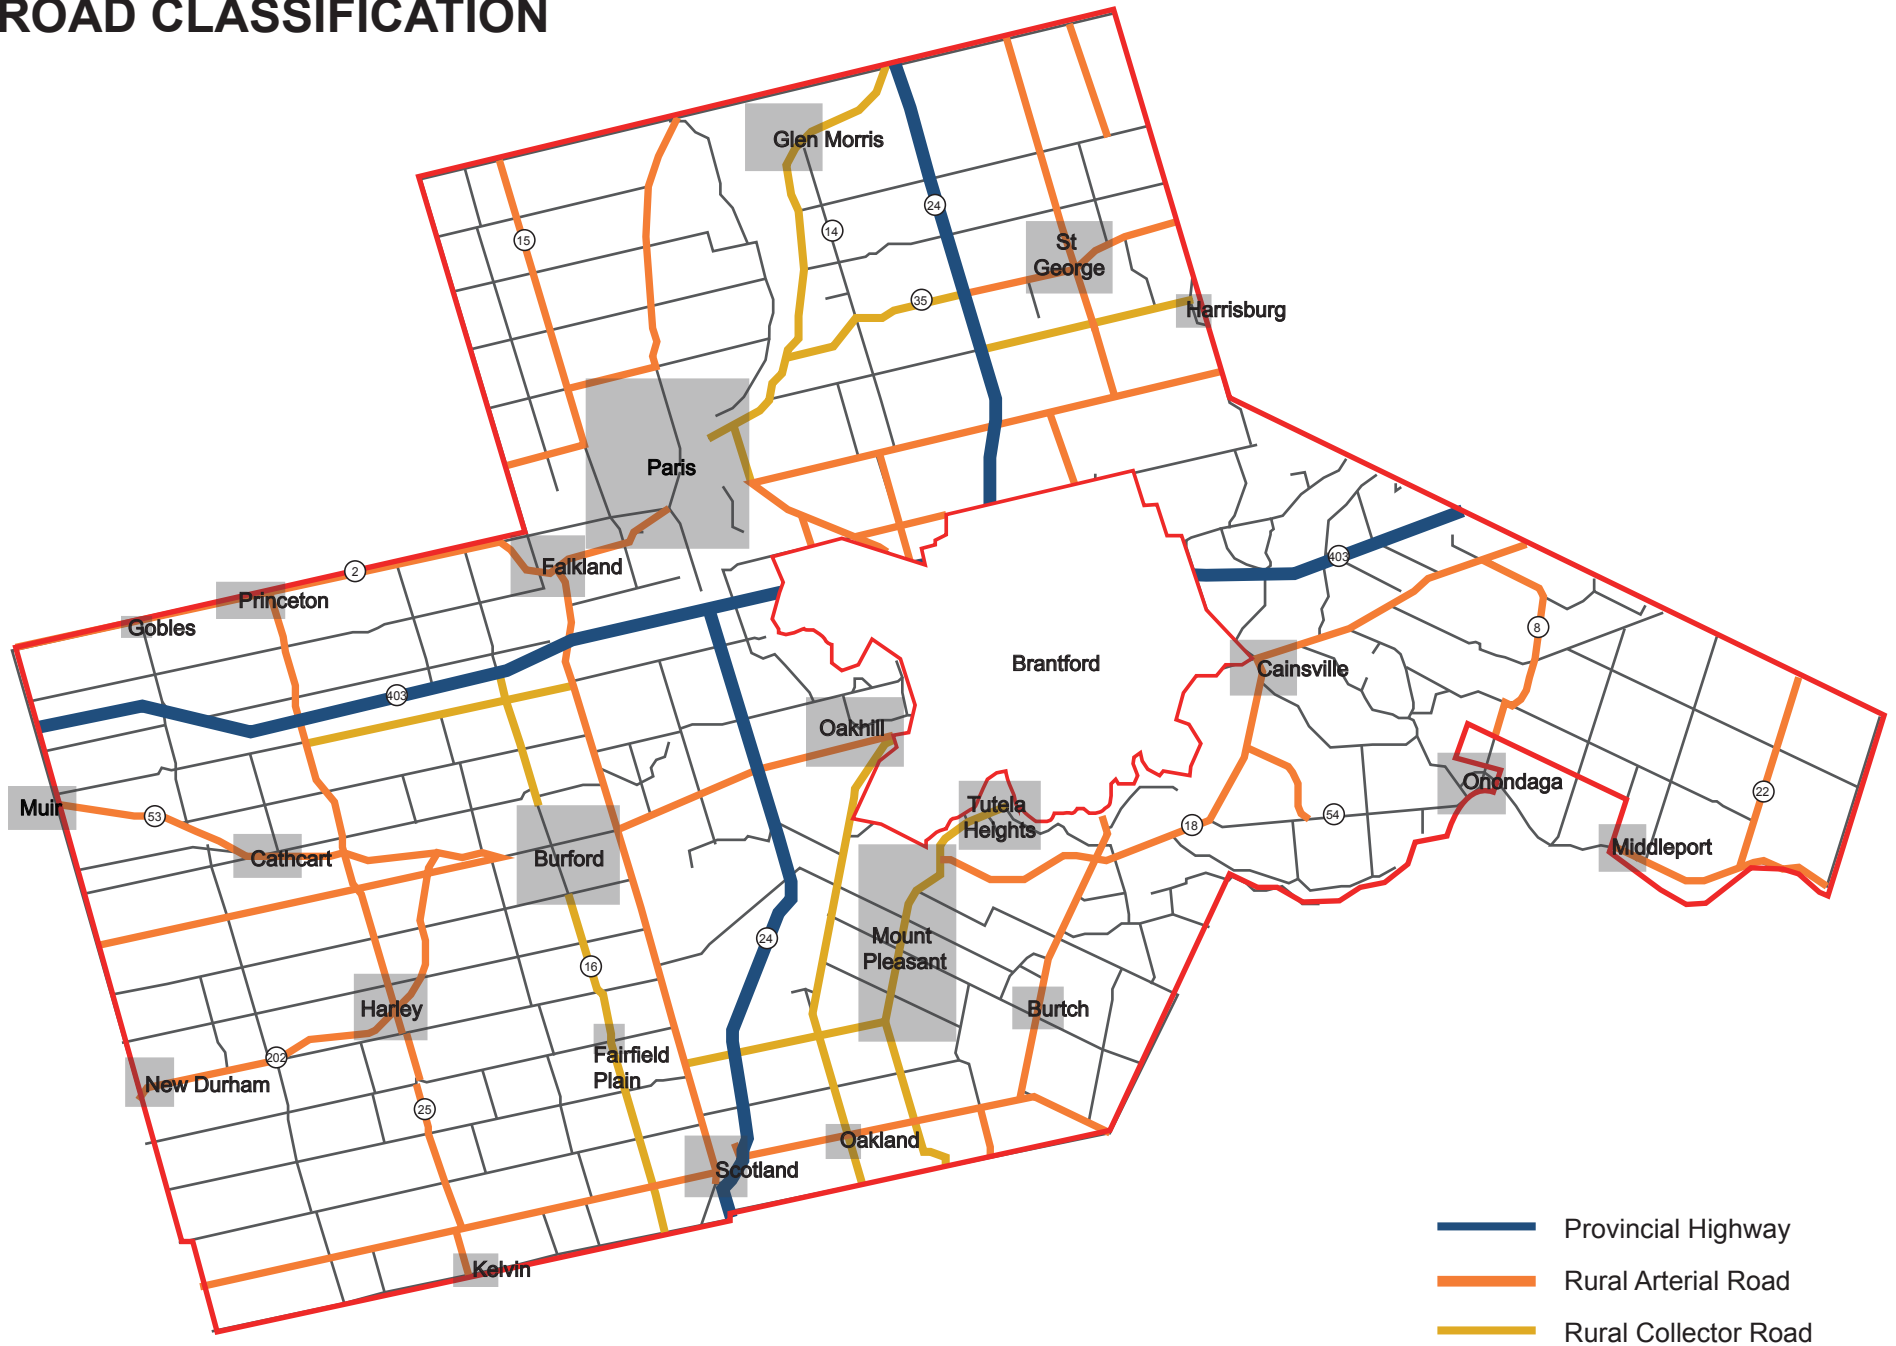 ROAD CLASSIFICATION
Glen Morris
24
14
15
St
George
35
Harrisburg
Paris
403
2
Falkland
Princeton
Gobles
8
Brantford
Cainsville
403
Oakhill
Onondaga
22
Muir
53
Tutela
Heights
54
18
Cathcart
Burford
Middleport
24
Mount
Pleasant
16
Harley
Burtch
202
Fairfield
Plain
New Durham
25
Oakland
Scotland
Kelvin
Provincial Highway
Rural Arterial Road
Rural Collector Road